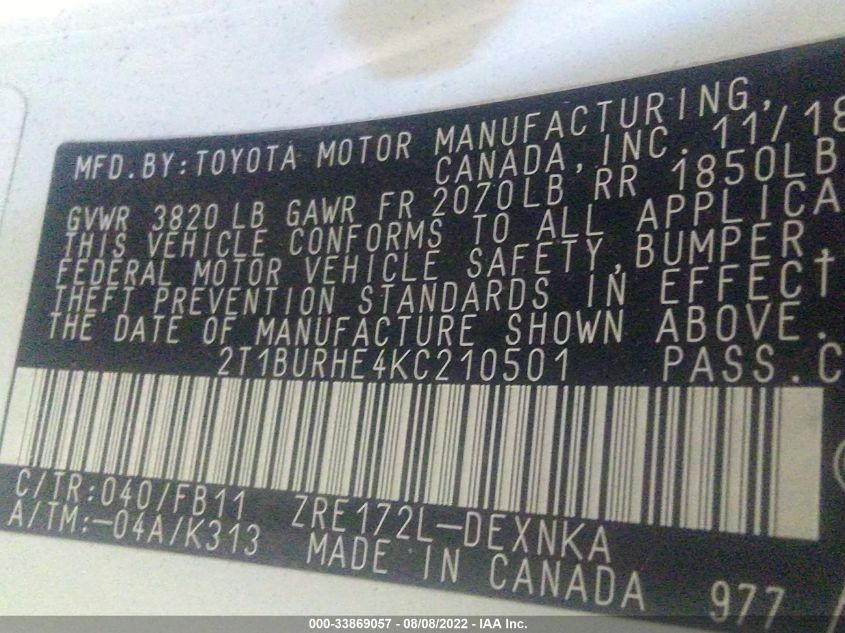 MFD.BY:TOYOTA MOTOR MANUFACTURING,
CANADA, INC. 11/18
GVWR 3820 LB GAWR FR 2070LB RR 1850LB
THIS VEHICLE CONFORMS TO ALL APPLICA
FEDERAL MOTOR VEHICLE SAFETY, BUMPER,
THEFT PREVENTION STANDARDS IN EFFECT
THE DATE OF MANUFACTURE SHOWN ABOVE.
2T1BURHE4KC210501 PASS.C
C/TR:040/FB11 ZRE172L-DEXNKA
A/TM:-04A/K313 MADE IN CANADA 977
000-33869057 - 08/08/2022 - IAA Inc.